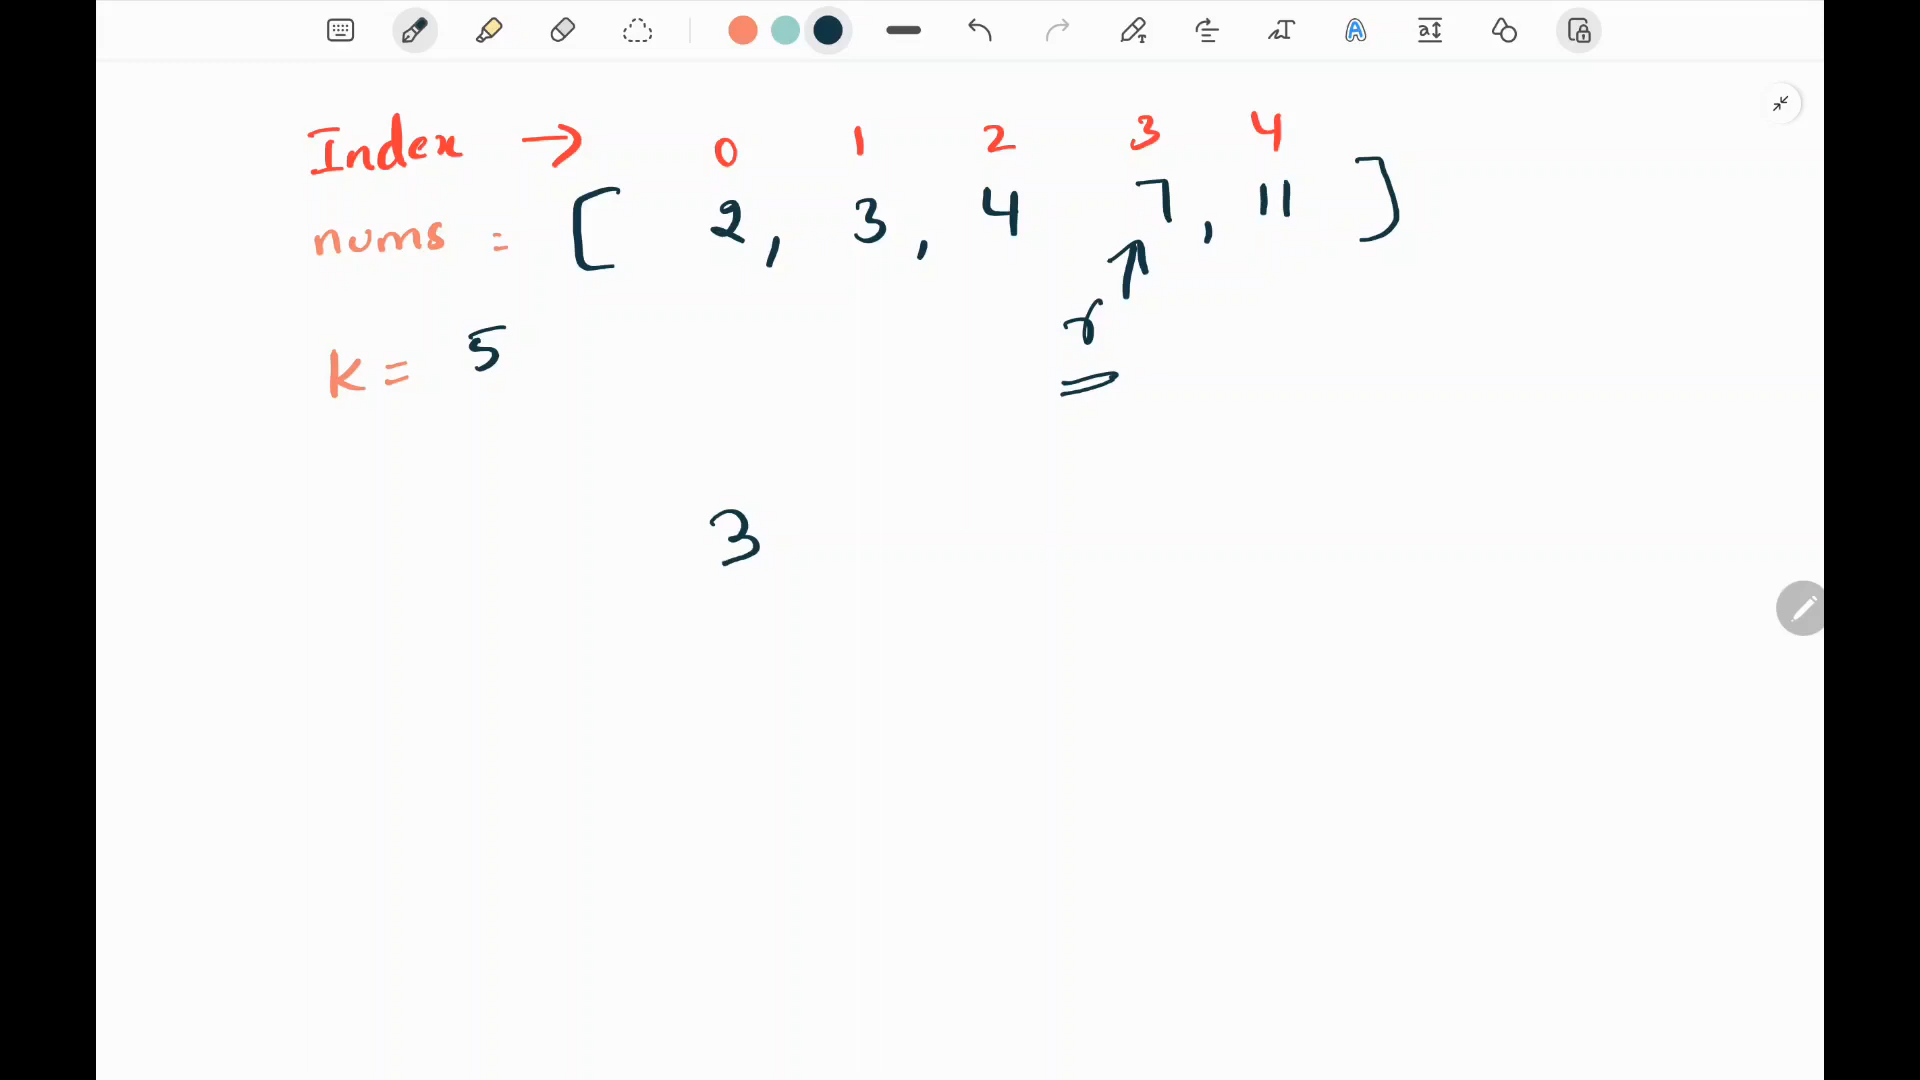 Index → 0 1 2 3 4
nums = [ 2, 3, 4 7, 11 ]
r
k = 5
3